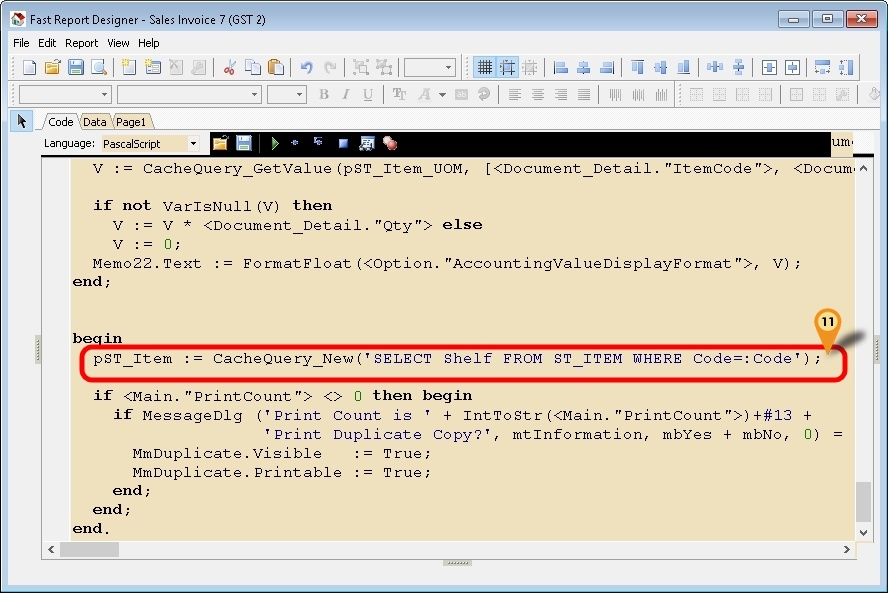 Fast Report Designer - Sales Invoice 7 (GST 2)
File Edit Report View Help
B I U
Code Data Page1
Language: PascalScript
V := CacheQuery_GetValue(pST_Item_UOM, [<Document_Detail."ItemCode">, <Docum
if not VarIsNull(V) then
V := V * <Document_Detail."Qty"> else
V := 0;
Memo22.Text := FormatFloat(<Option."AccountingValueDisplayFormat">, V);
end;
begin
11
pST_Item := CacheQuery_New('SELECT Shelf FROM ST_ITEM WHERE Code=:Code');
if <Main."PrintCount"> <> 0 then begin
if MessageDlg ('Print Count is ' + IntToStr(<Main."PrintCount">)+#13 +
'Print Duplicate Copy?', mtInformation, mbYes + mbNo, 0) =
MmDuplicate.Visible := True;
MmDuplicate.Printable := True;
end;
end;
end.